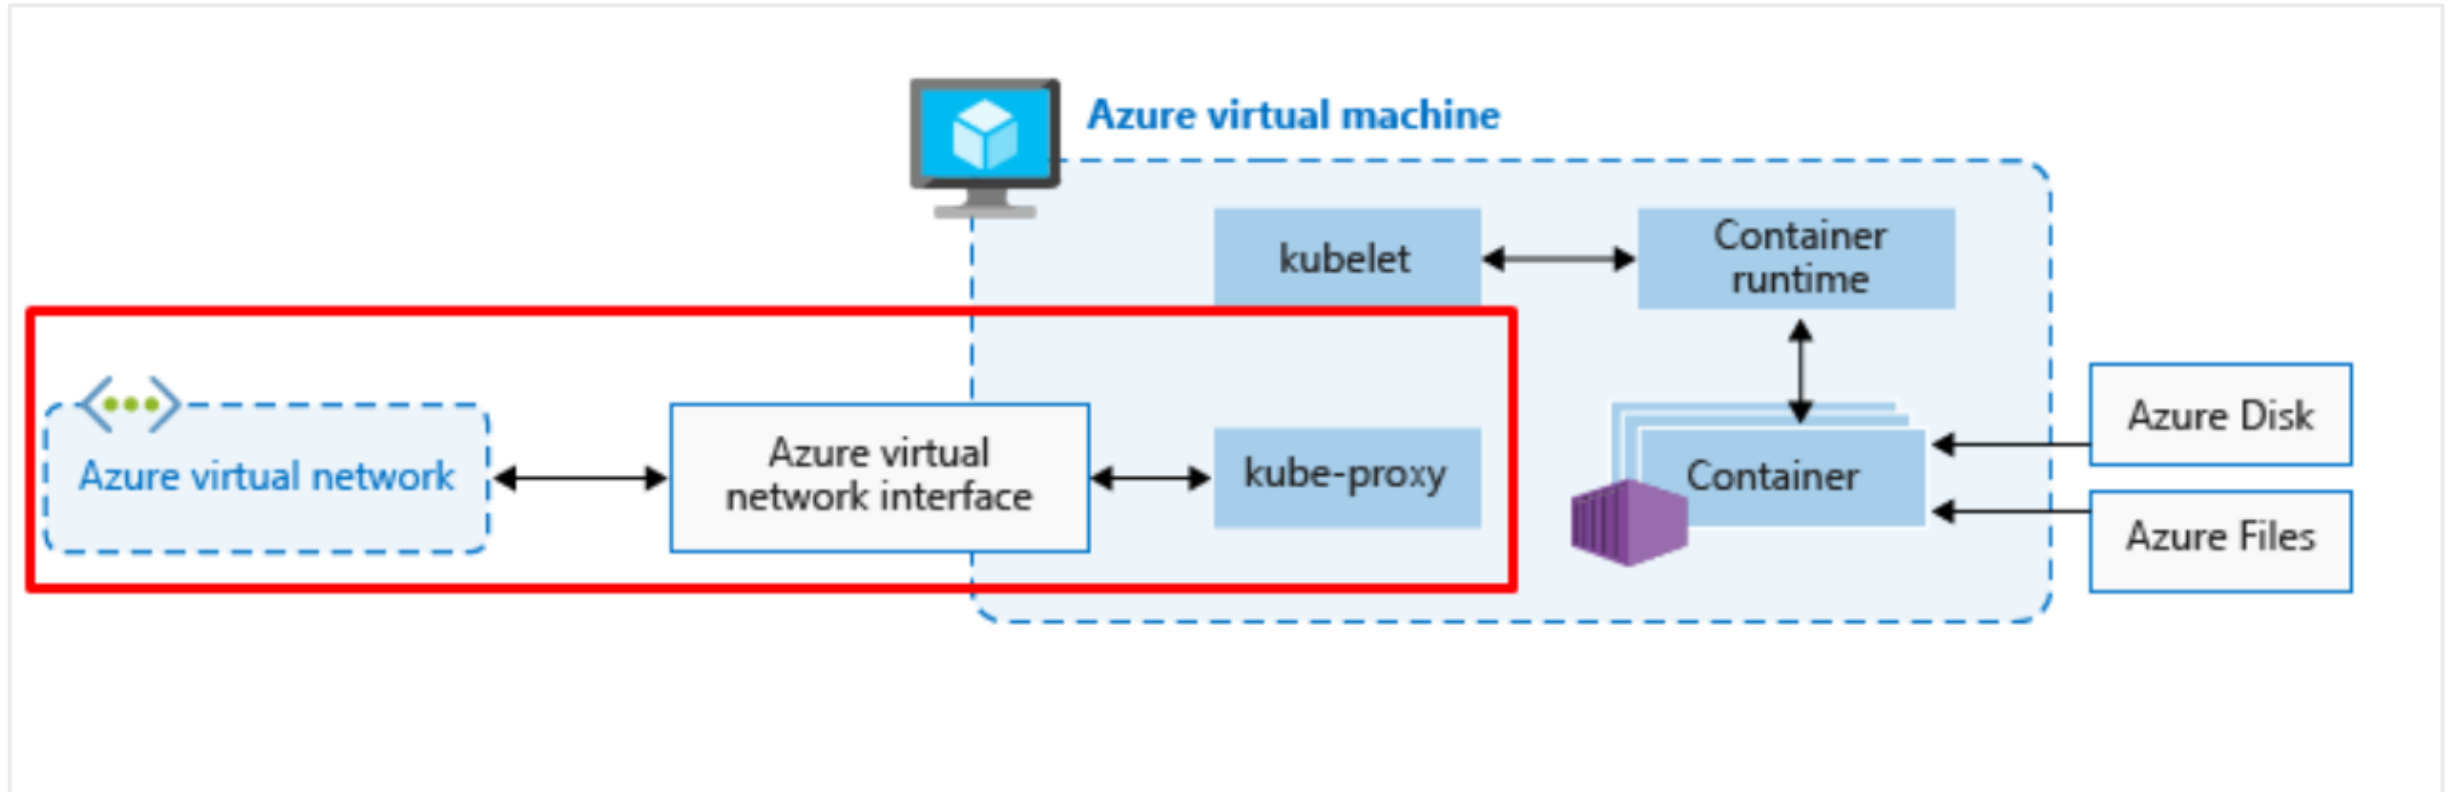 Azure virtual machine
kubelet
Container
runtime
Azure virtual network
Azure virtual
network interface
kube-proxy
Container
Azure Disk
Azure Files